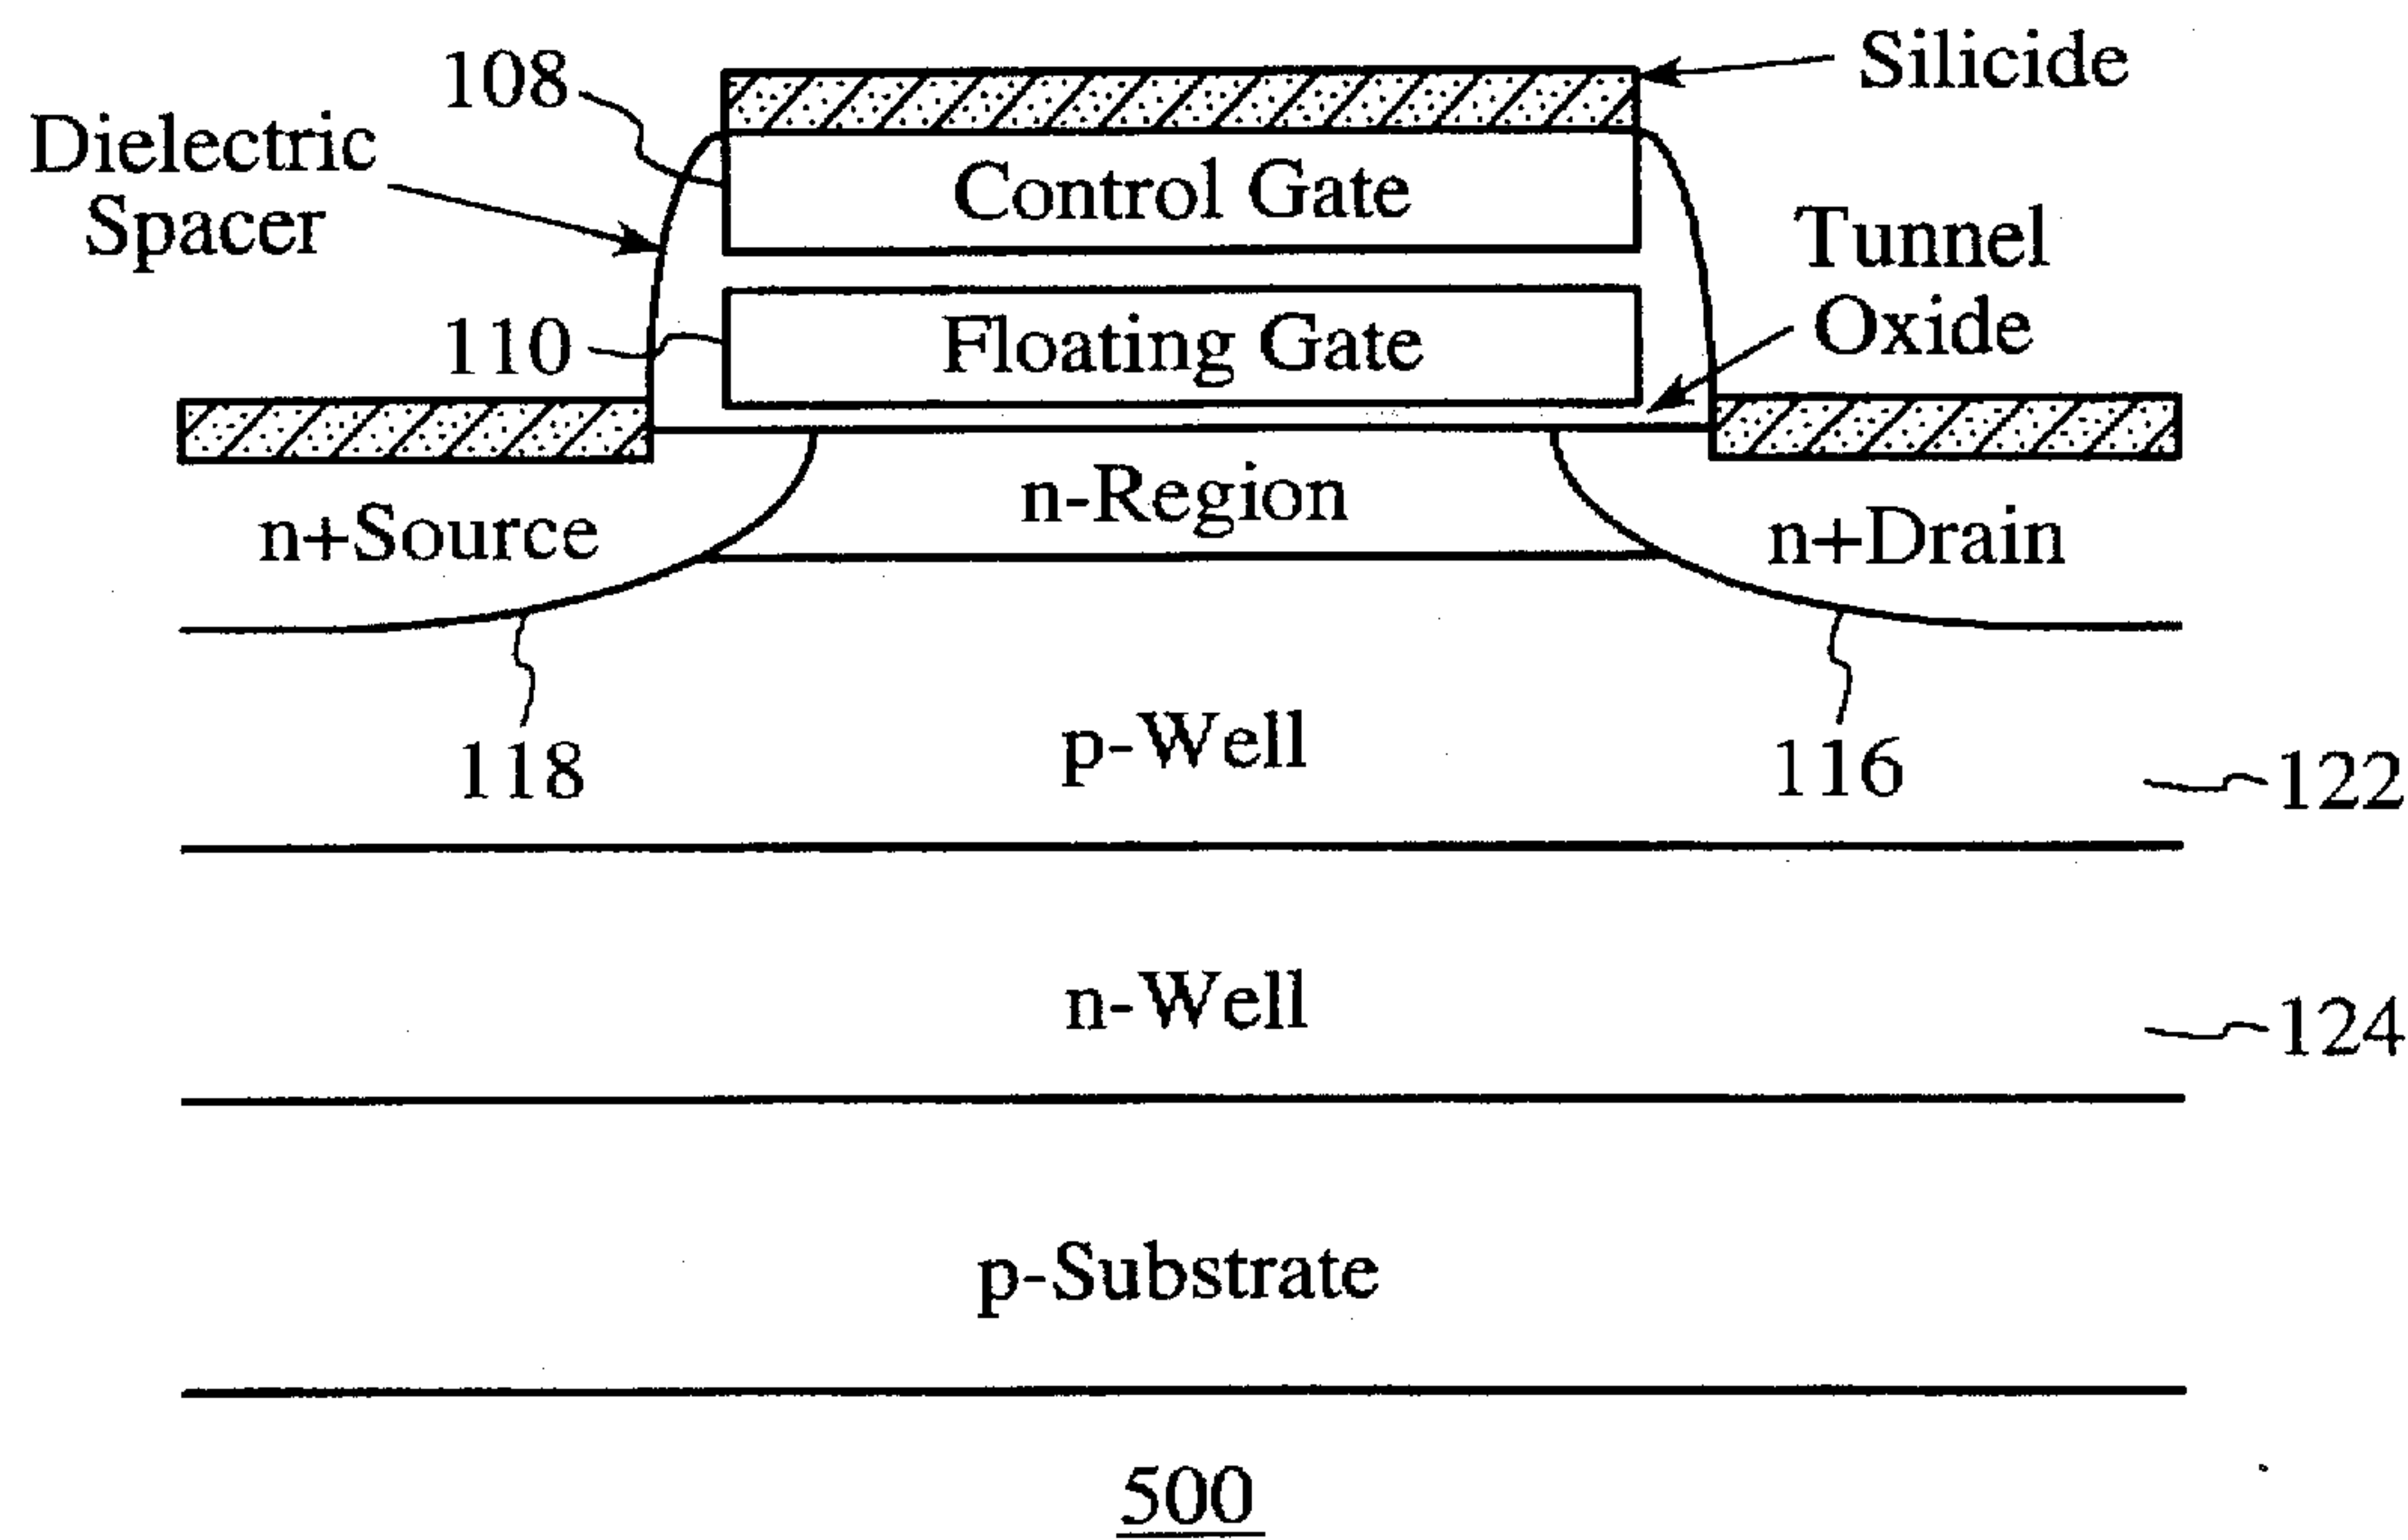 108
Silicide
Dielectric
Spacer
Control Gate
Tunnel
Oxide
110
Floating Gate
n-Region
n+Source
n+Drain
118
p-Well
116
122
n-Well
124
p-Substrate
500